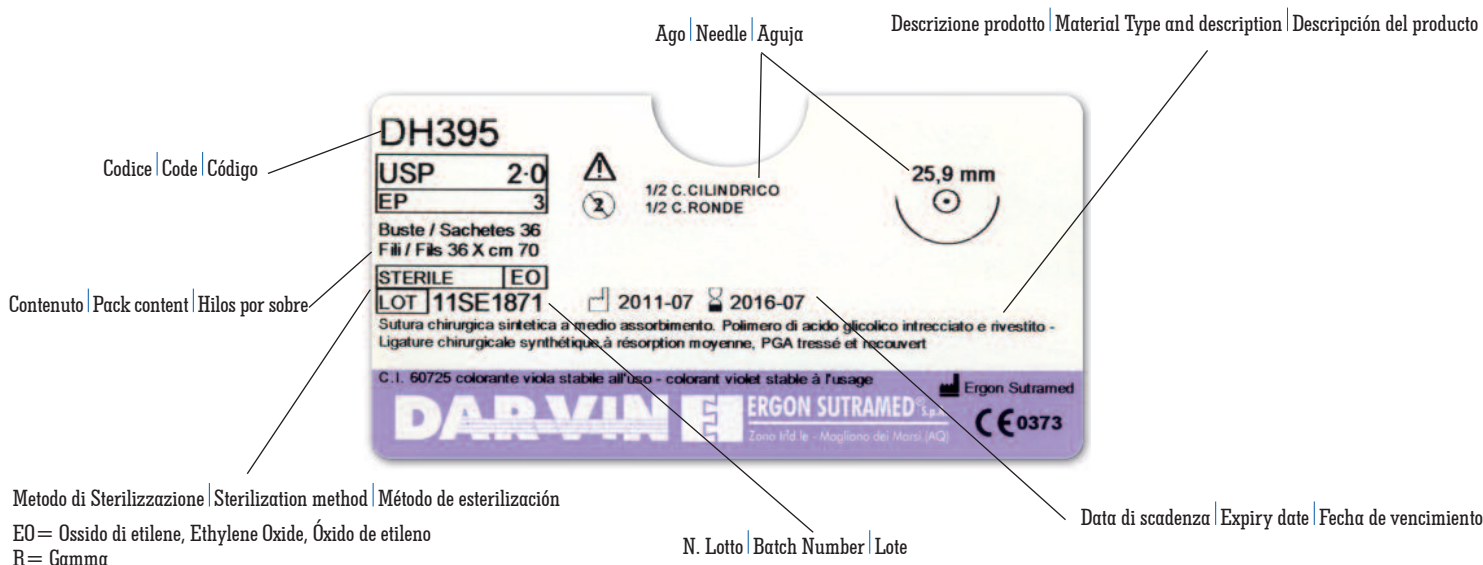 Ago | Needle | Aguja
Descrizione prodotto | Material Type and description | Descripción del producto
DH395
Codice | Code | Código
USP 2-0
EP 3
2
1/2 C.CILINDRICO
1/2 C.RONDE
25,9 mm
Buste / Sachetes 36
Fili / Fils 36 X cm 70
STERILE EO
Contenuto | Pack content | Hilos por sobre
LOT 11SE1871
2011-07 2016-07
Sutura chirurgica sintetica a medio assorbimento. Polimero di acido glicolico intrecciato e rivestito -
Ligature chirurgicale synthétique à résorption moyenne, PGA tressé et recouvert
C.I. 60725 colorante viola stabile all'uso - colorant violet stable à l'usage
Ergon Sutramed
DARVIN
ERGON SUTRAMED® S.p.A.
Zona Ind.le - Magliano dei Marsi (AQ)
CE 0373
Metodo di Sterilizzazione | Sterilization method | Método de esterilización
EO= Ossido di etilene, Ethylene Oxide, Óxido de etileno
R= Gamma
N. Lotto | Batch Number | Lote
Data di scadenza | Expiry date | Fecha de vencimiento